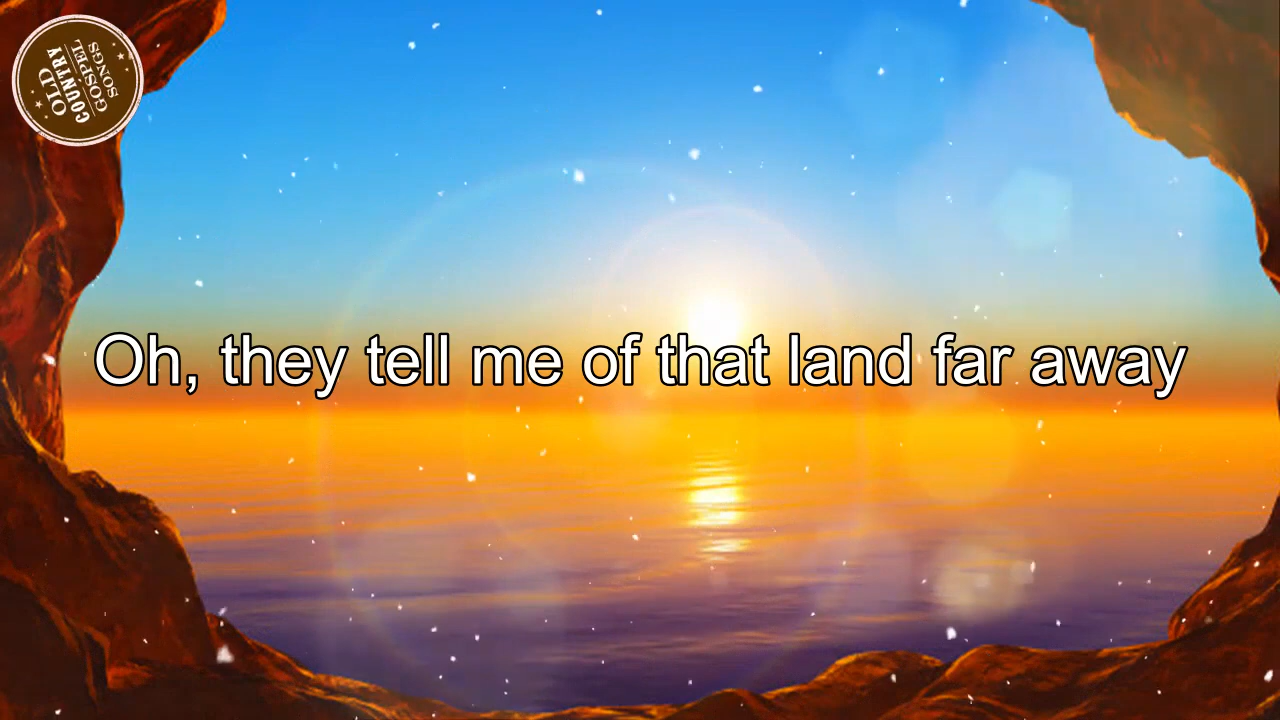 OLD
COUNTRY
GOSPEL
SONGS
Oh, they tell me of that land far away